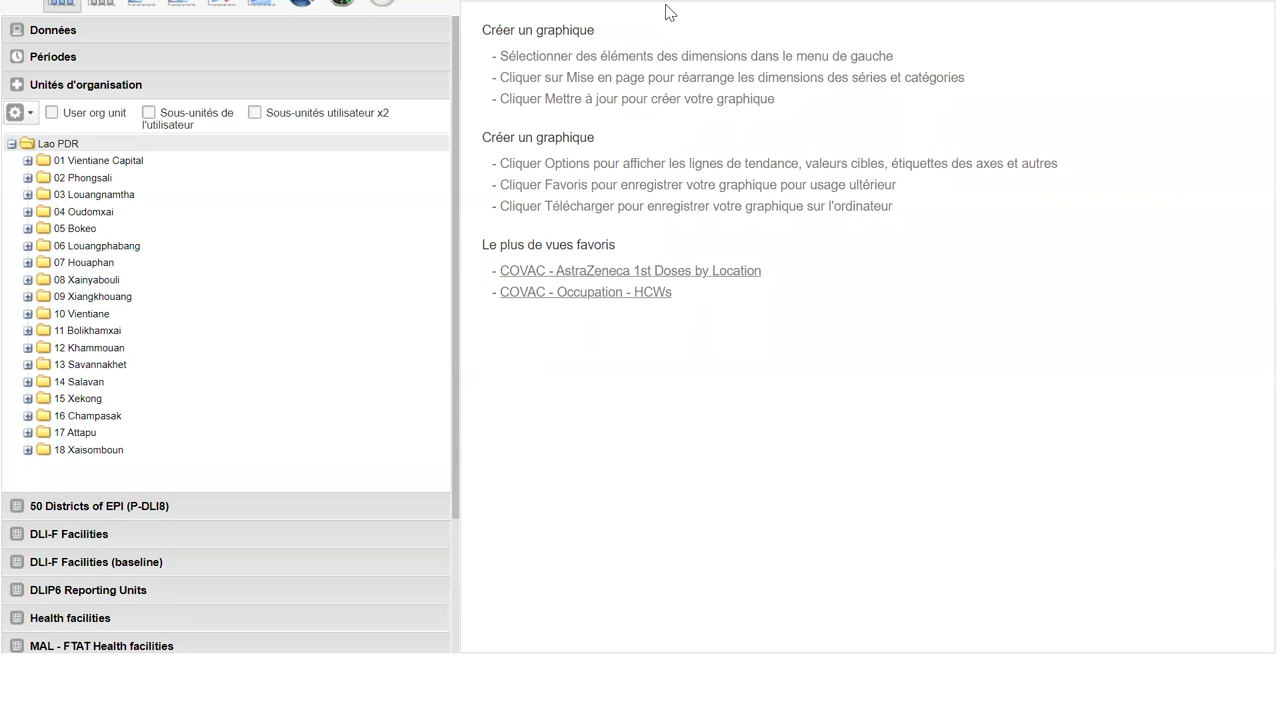 Données
Périodes
Unités d'organisation
User org unit
Sous-unités de
l'utilisateur
Sous-unités utilisateur x2
Lao PDR
01 Vientiane Capital
02 Phongsali
03 Louangnamtha
04 Oudomxai
05 Bokeo
06 Louangphabang
07 Houaphan
08 Xainyabouli
09 Xiangkhouang
10 Vientiane
11 Bolikhamxai
12 Khammouan
13 Savannakhet
14 Salavan
15 Xekong
16 Champasak
17 Attapu
18 Xaisomboun
50 Districts of EPI (P-DLI8)
DLI-F Facilities
DLI-F Facilities (baseline)
DLIP6 Reporting Units
Health facilities
MAL - FTAT Health facilities
Créer un graphique
- Sélectionner des éléments des dimensions dans le menu de gauche
- Cliquer sur Mise en page pour réarrange les dimensions des séries et catégories
- Cliquer Mettre à jour pour créer votre graphique
Créer un graphique
- Cliquer Options pour afficher les lignes de tendance, valeurs cibles, étiquettes des axes et autres
- Cliquer Favoris pour enregistrer votre graphique pour usage ultérieur
- Cliquer Télécharger pour enregistrer votre graphique sur l'ordinateur
Le plus de vues favoris
- COVAC - AstraZeneca 1st Doses by Location
- COVAC - Occupation - HCWs